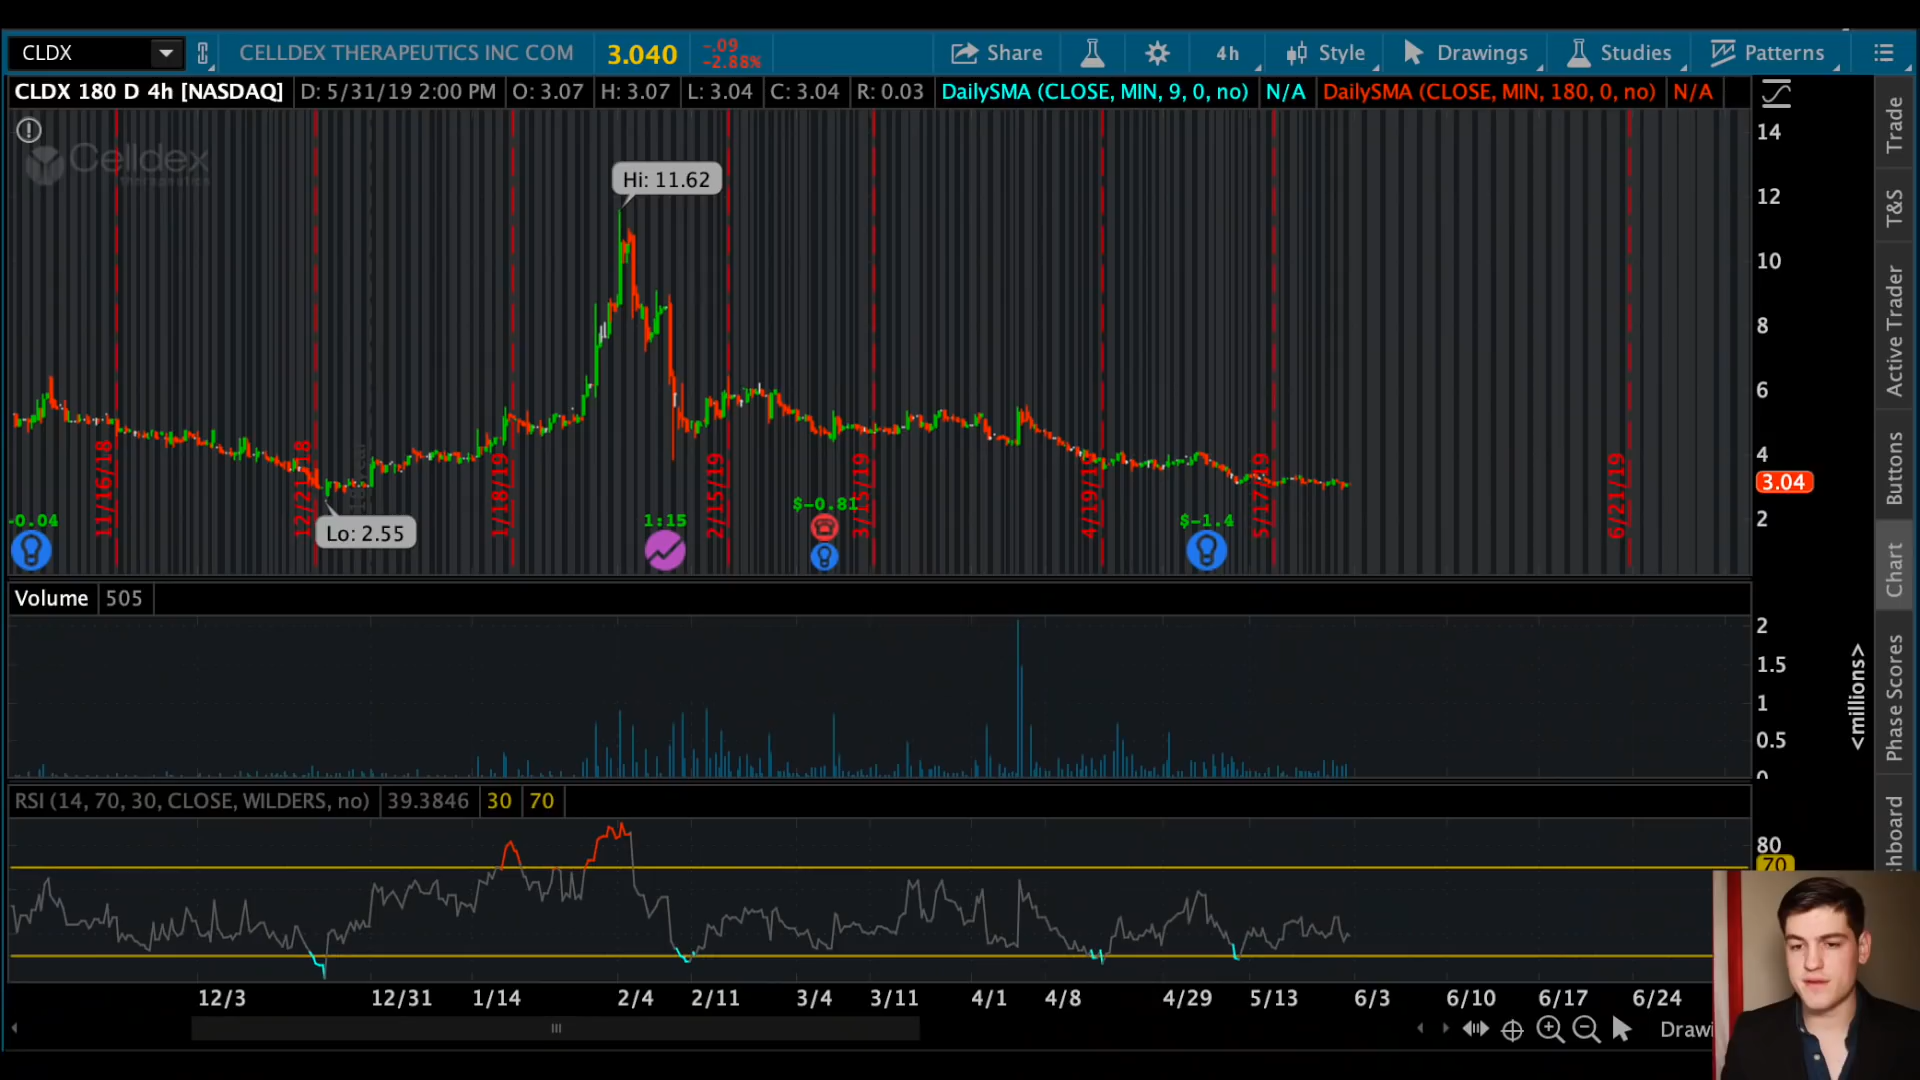 CLDX CELLDEX THERAPEUTICS INC COM 3.040 -.09 -2.88% Share 4h Style Drawings Studies Patterns
CLDX 180 D 4h [NASDAQ] D: 5/31/19 2:00 PM O: 3.07 H: 3.07 L: 3.04 C: 3.04 R: 0.03 DailySMA (CLOSE, MIN, 9, 0, no) N/A DailySMA (CLOSE, MIN, 180, 0, no) N/A
Celldex
therapeutics
Hi: 11.62
Lo: 2.55
14
12
10
8
6
4
3.04
2
11/16/18
12/21/18
1/18/19
2/15/19
3/15/19
4/19/19
5/17/19
6/21/19
-0.04
1:15
$-0.81
$-1.4
Volume 505
2
1.5
1
0.5
0
<millions>
RSI (14, 70, 30, CLOSE, WILDERS, no) 39.3846 30 70
80
70
12/3 12/31 1/14 2/4 2/11 3/4 3/11 4/1 4/8 4/29 5/13 6/3 6/10 6/17 6/24
Drawi
Trade
T&S
Active Trader
Buttons
Chart
Phase Scores
shboard